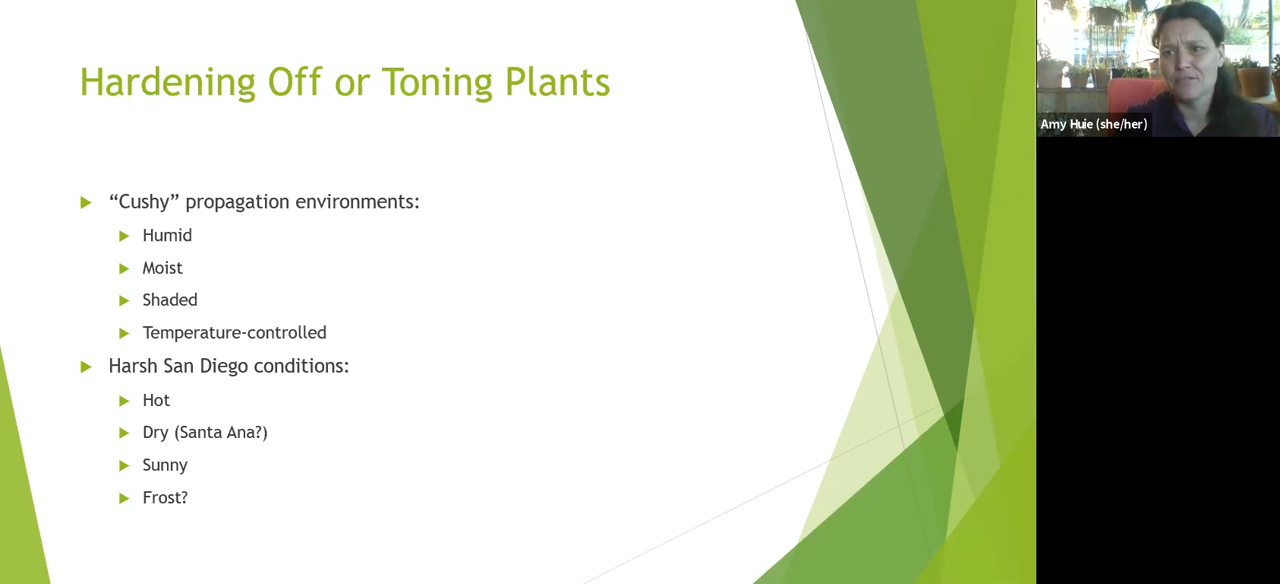 Hardening Off or Toning Plants
“Cushy” propagation environments:
Humid
Moist
Shaded
Temperature-controlled
Harsh San Diego conditions:
Hot
Dry (Santa Ana?)
Sunny
Frost?
Amy Huie (she/her)